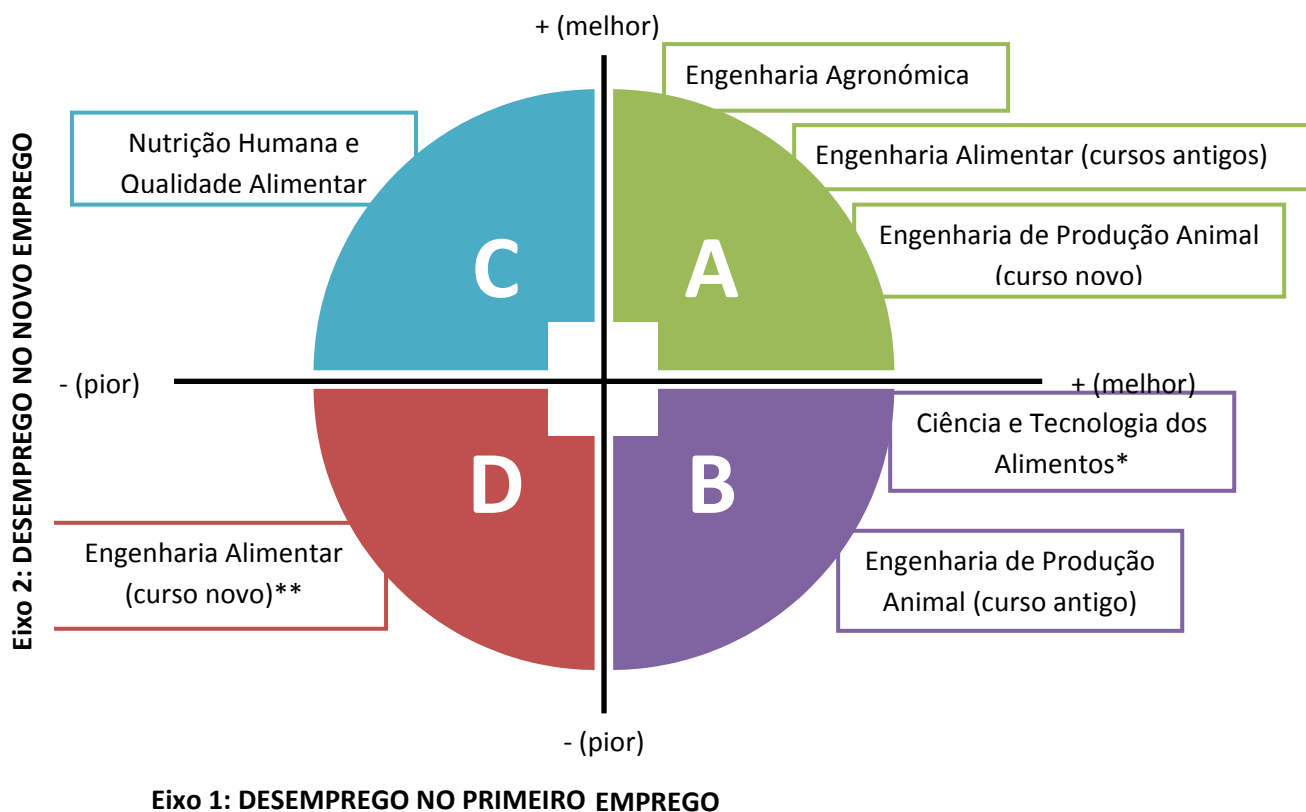 + (melhor)
Engenharia Agronómica
Nutrição Humana e
Qualidade Alimentar
Engenharia Alimentar (cursos antigos)
Engenharia de Produção Animal
(curso novo)
C
A
Eixo 2: DESEMPREGO NO NOVO EMPREGO
- (pior)
+ (melhor)
Ciência e Tecnologia dos
Alimentos*
D
B
Engenharia Alimentar
(curso novo)**
Engenharia de Produção
Animal (curso antigo)
- (pior)
Eixo 1: DESEMPREGO NO PRIMEIRO EMPREGO